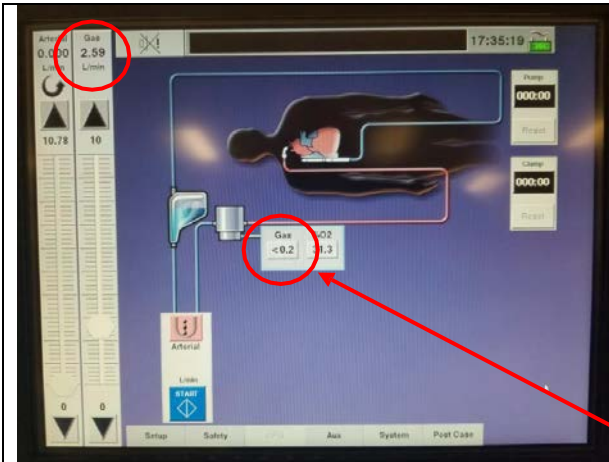 Arterial
0.000
L/min
Gas
2.59
L/min
17:35:19
10.78
10
Pump
000:00
Reset
Clamp
000:00
Reset
Gas
<0.2
Arterial
L/min
START
0
0
Setup
Safety
Aux
System
Post Case